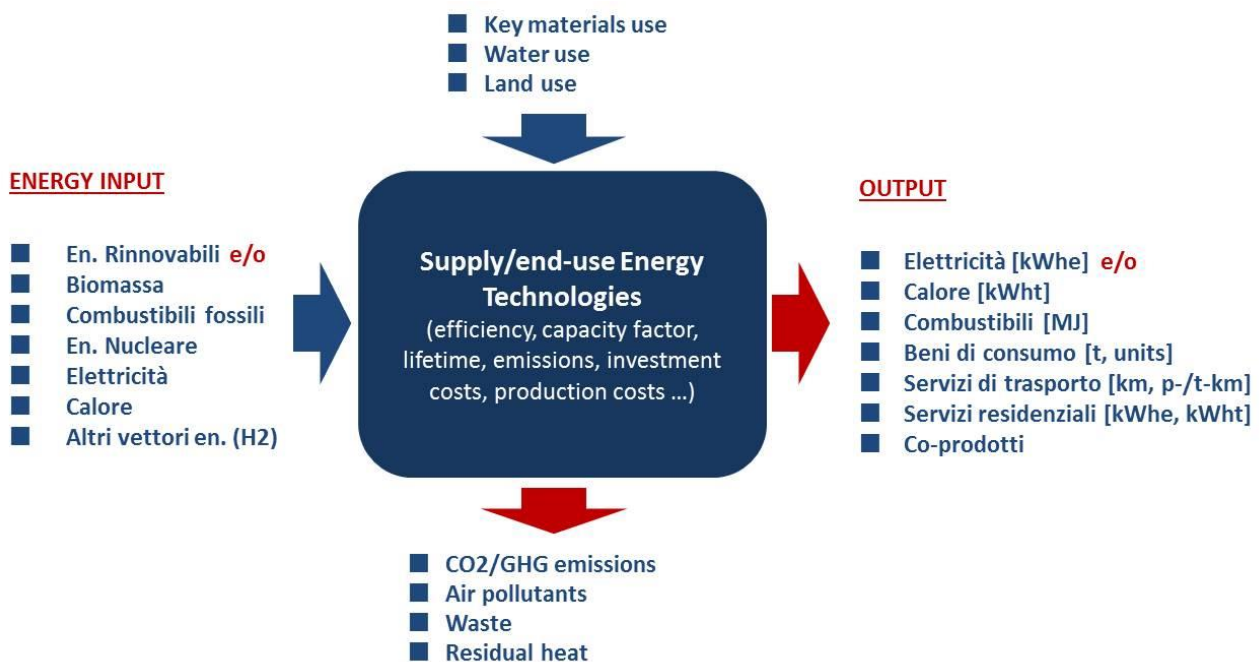 Key materials use
Water use
Land use
ENERGY INPUT
En. Rinnovabili e/o
Biomassa
Combustibili fossili
En. Nucleare
Elettricità
Calore
Altri vettori en. (H2)
Supply/end-use Energy
Technologies
(efficiency, capacity factor,
lifetime, emissions, investment
costs, production costs ...)
OUTPUT
Elettricità [kWhe] e/o
Calore [kWht]
Combustibili [MJ]
Beni di consumo [t, units]
Servizi di trasporto [km, p-/t-km]
Servizi residenziali [kWhe, kWht]
Co-prodotti
CO2/GHG emissions
Air pollutants
Waste
Residual heat